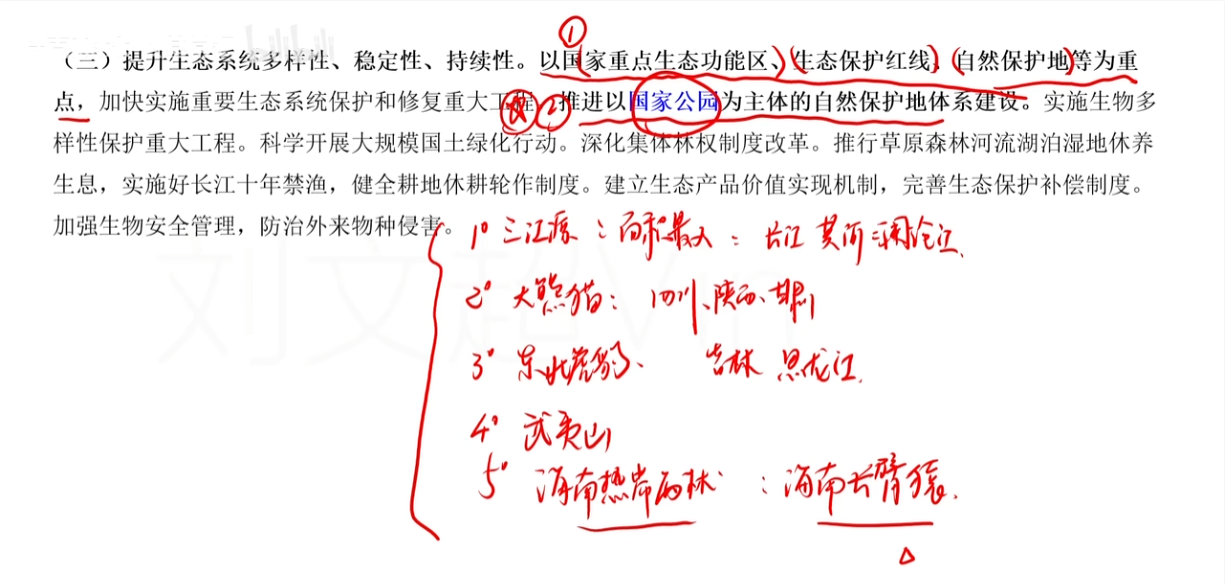 ①
（三）提升生态系统多样性、稳定性、持续性。以国家重点生态功能区、生态保护红线、自然保护地等为重
点，加快实施重要生态系统保护和修复重大工程，②推进以国家公园为主体的自然保护地体系建设。实施生物多
样性保护重大工程。科学开展大规模国土绿化行动。深化集体林权制度改革。推行草原森林河流湖泊湿地休养
生息，实施好长江十年禁渔，健全耕地休耕轮作制度。建立生态产品价值实现机制，完善生态保护补偿制度。
加强生物安全管理，防治外来物种侵害。
1° 三江源：面积最大：长江 黄河 澜沧江.
2° 大熊猫：四川、陕西、甘肃
3° 东北虎豹、 吉林 黑龙江.
4° 武夷山
5° 海南热带雨林：海南长臂猿.
刘文超V